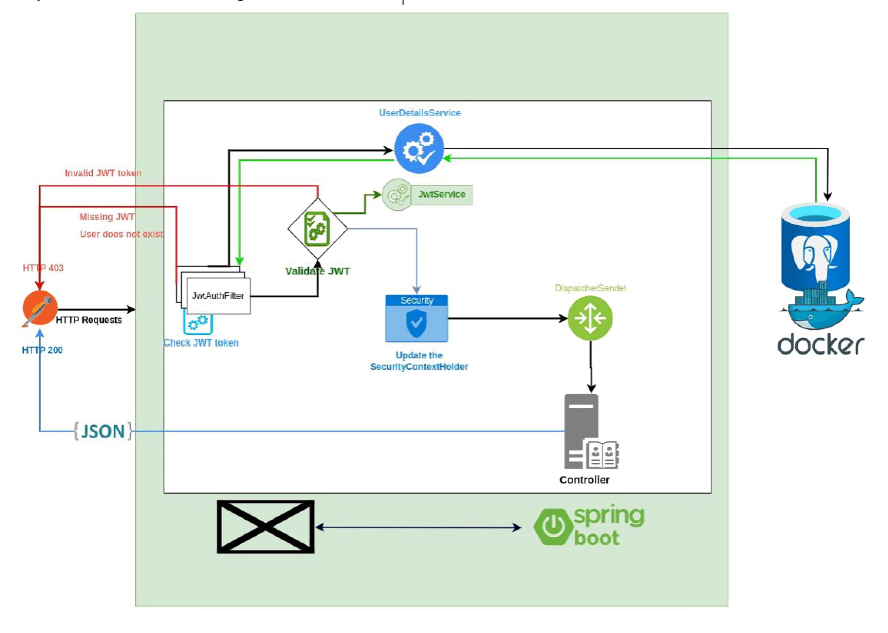 UserDetailsService
Invalid JWT token
JwtService
Missing JWT
User does not exist
Validate JWT
HTTP 403
JwtAuthFilter
DispatcherServlet
Security
HTTP Requests
Check JWT token
HTTP 200
Update the
SecurityContextHolder
docker
{JSON}
Controller
spring
boot